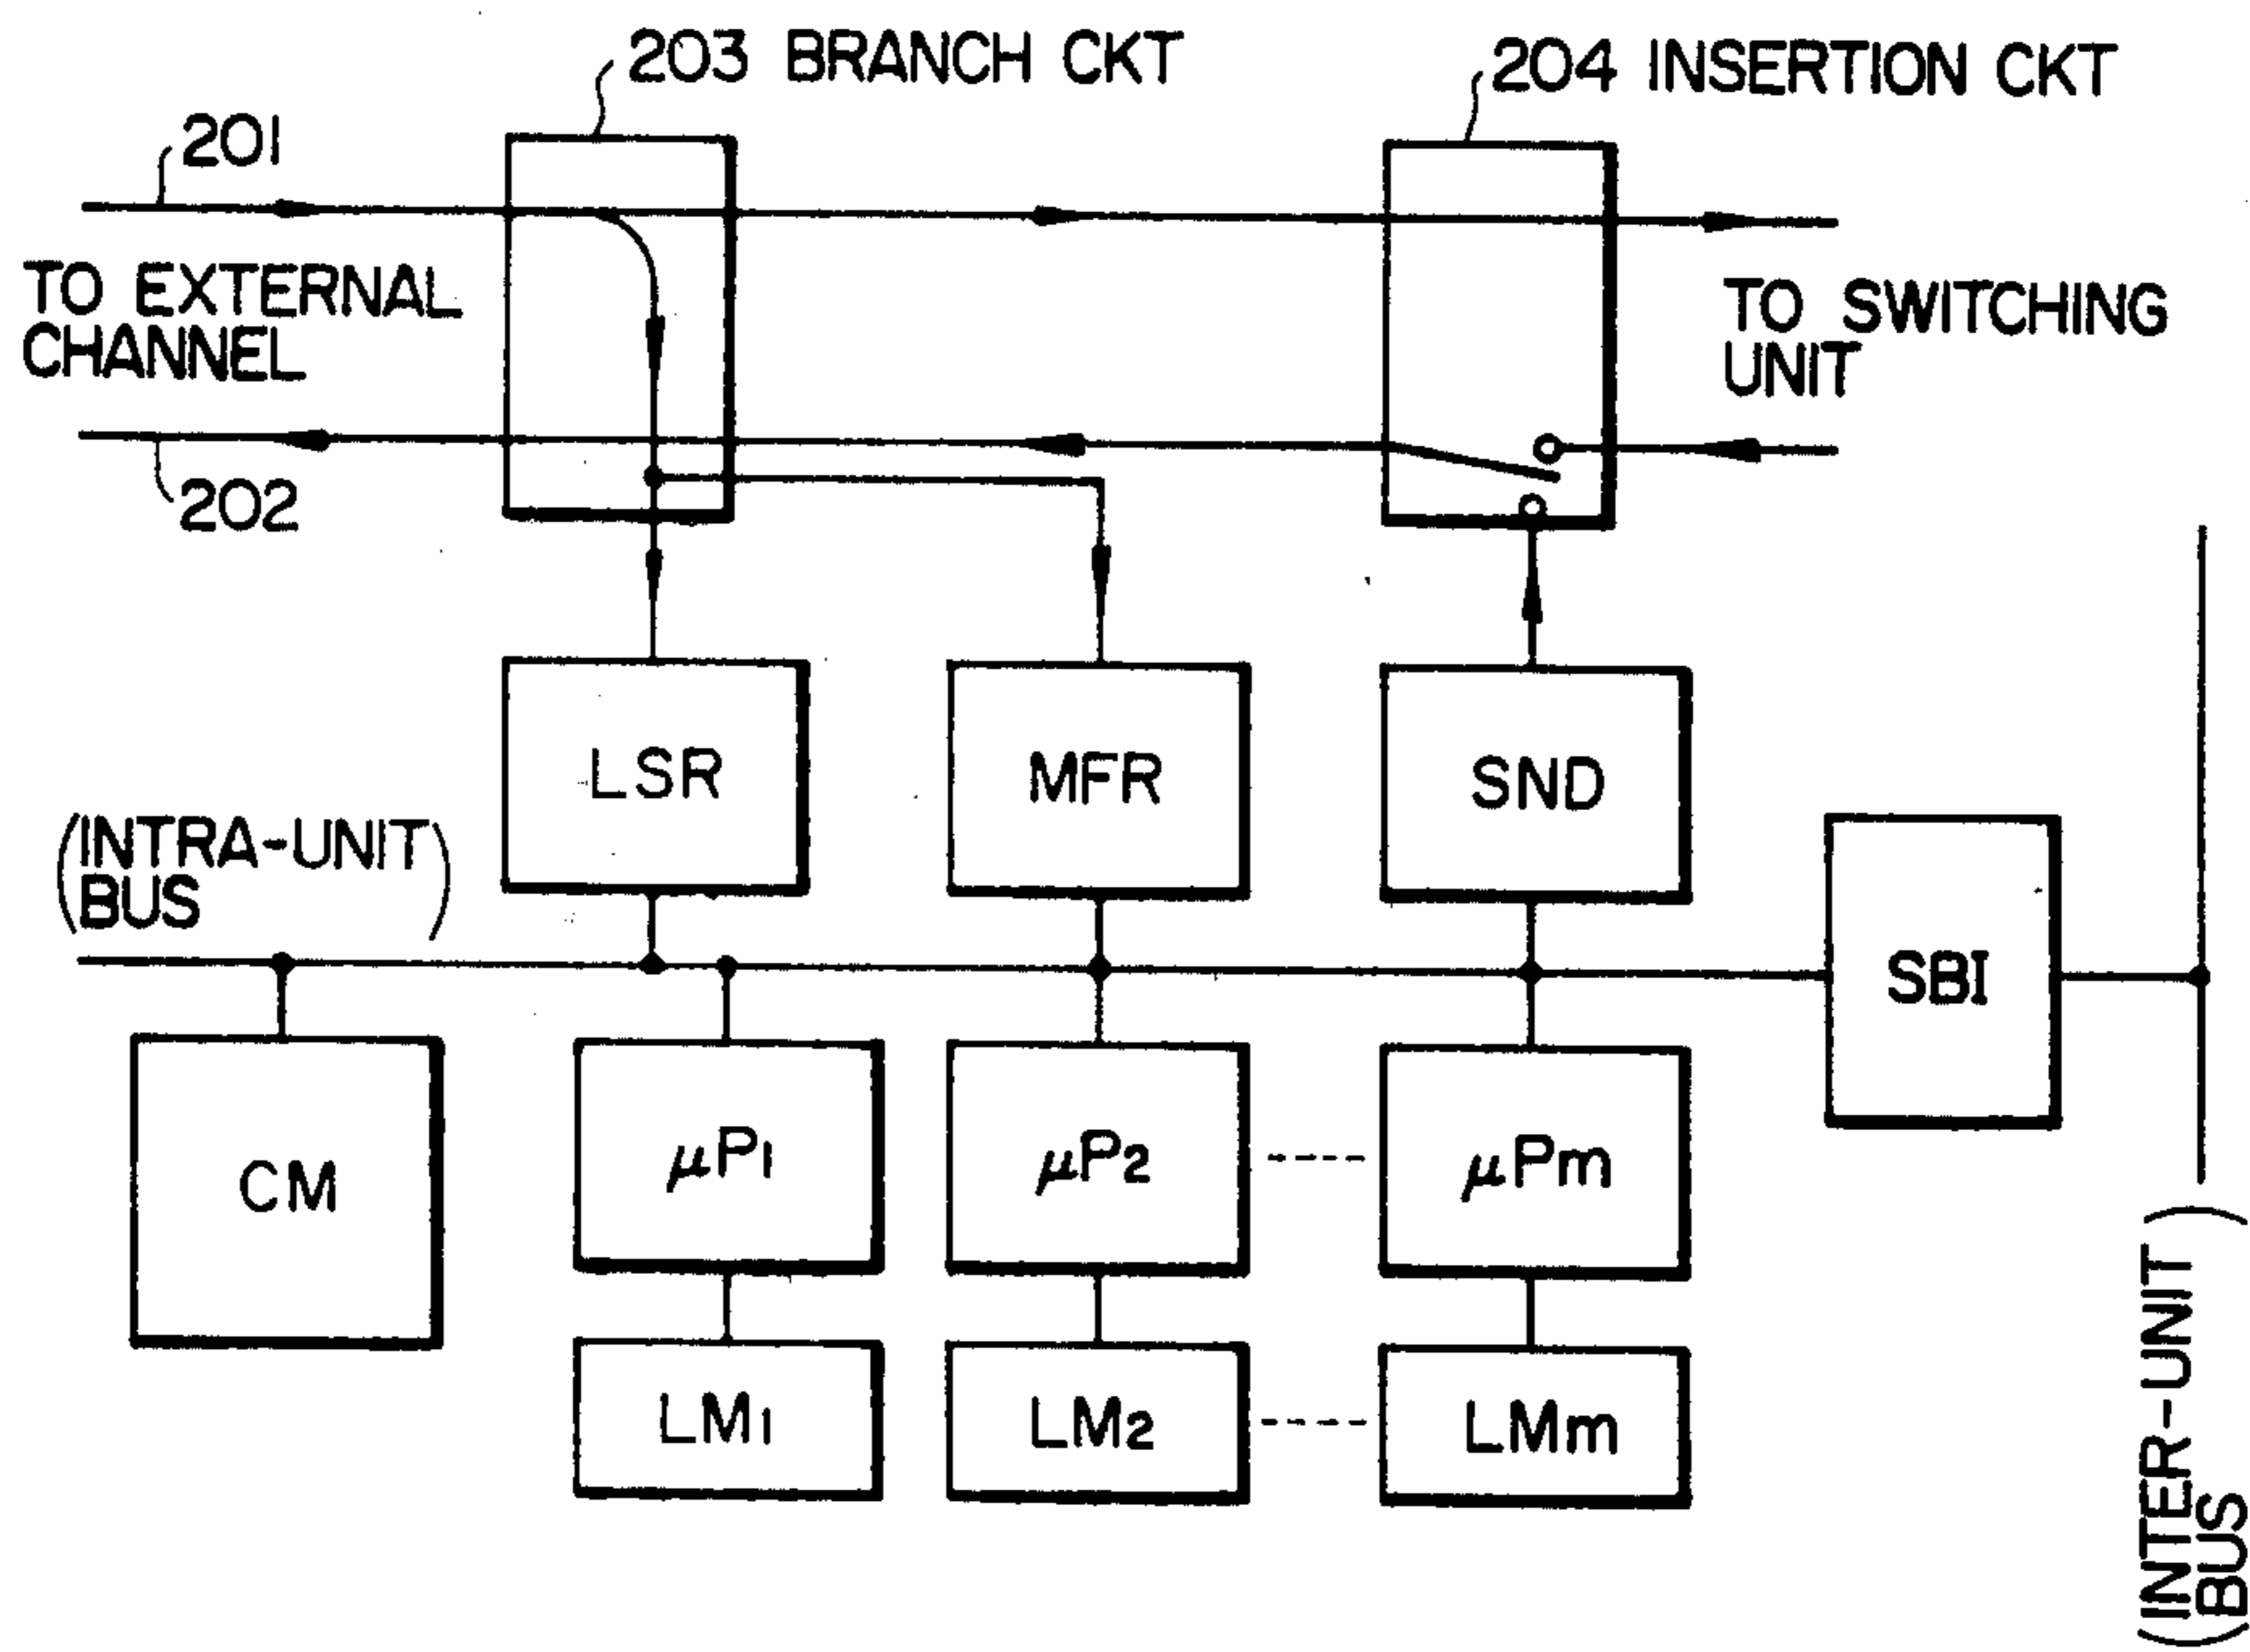 203 BRANCH CKT
204 INSERTION CKT
201
TO EXTERNAL
CHANNEL
TO SWITCHING
UNIT
202
LSR
MFR
SND
(INTRA-UNIT)
BUS
SBI
CM
μP1
μP2
μPm
LM1
LM2
LMm
(INTER-UNIT)
BUS